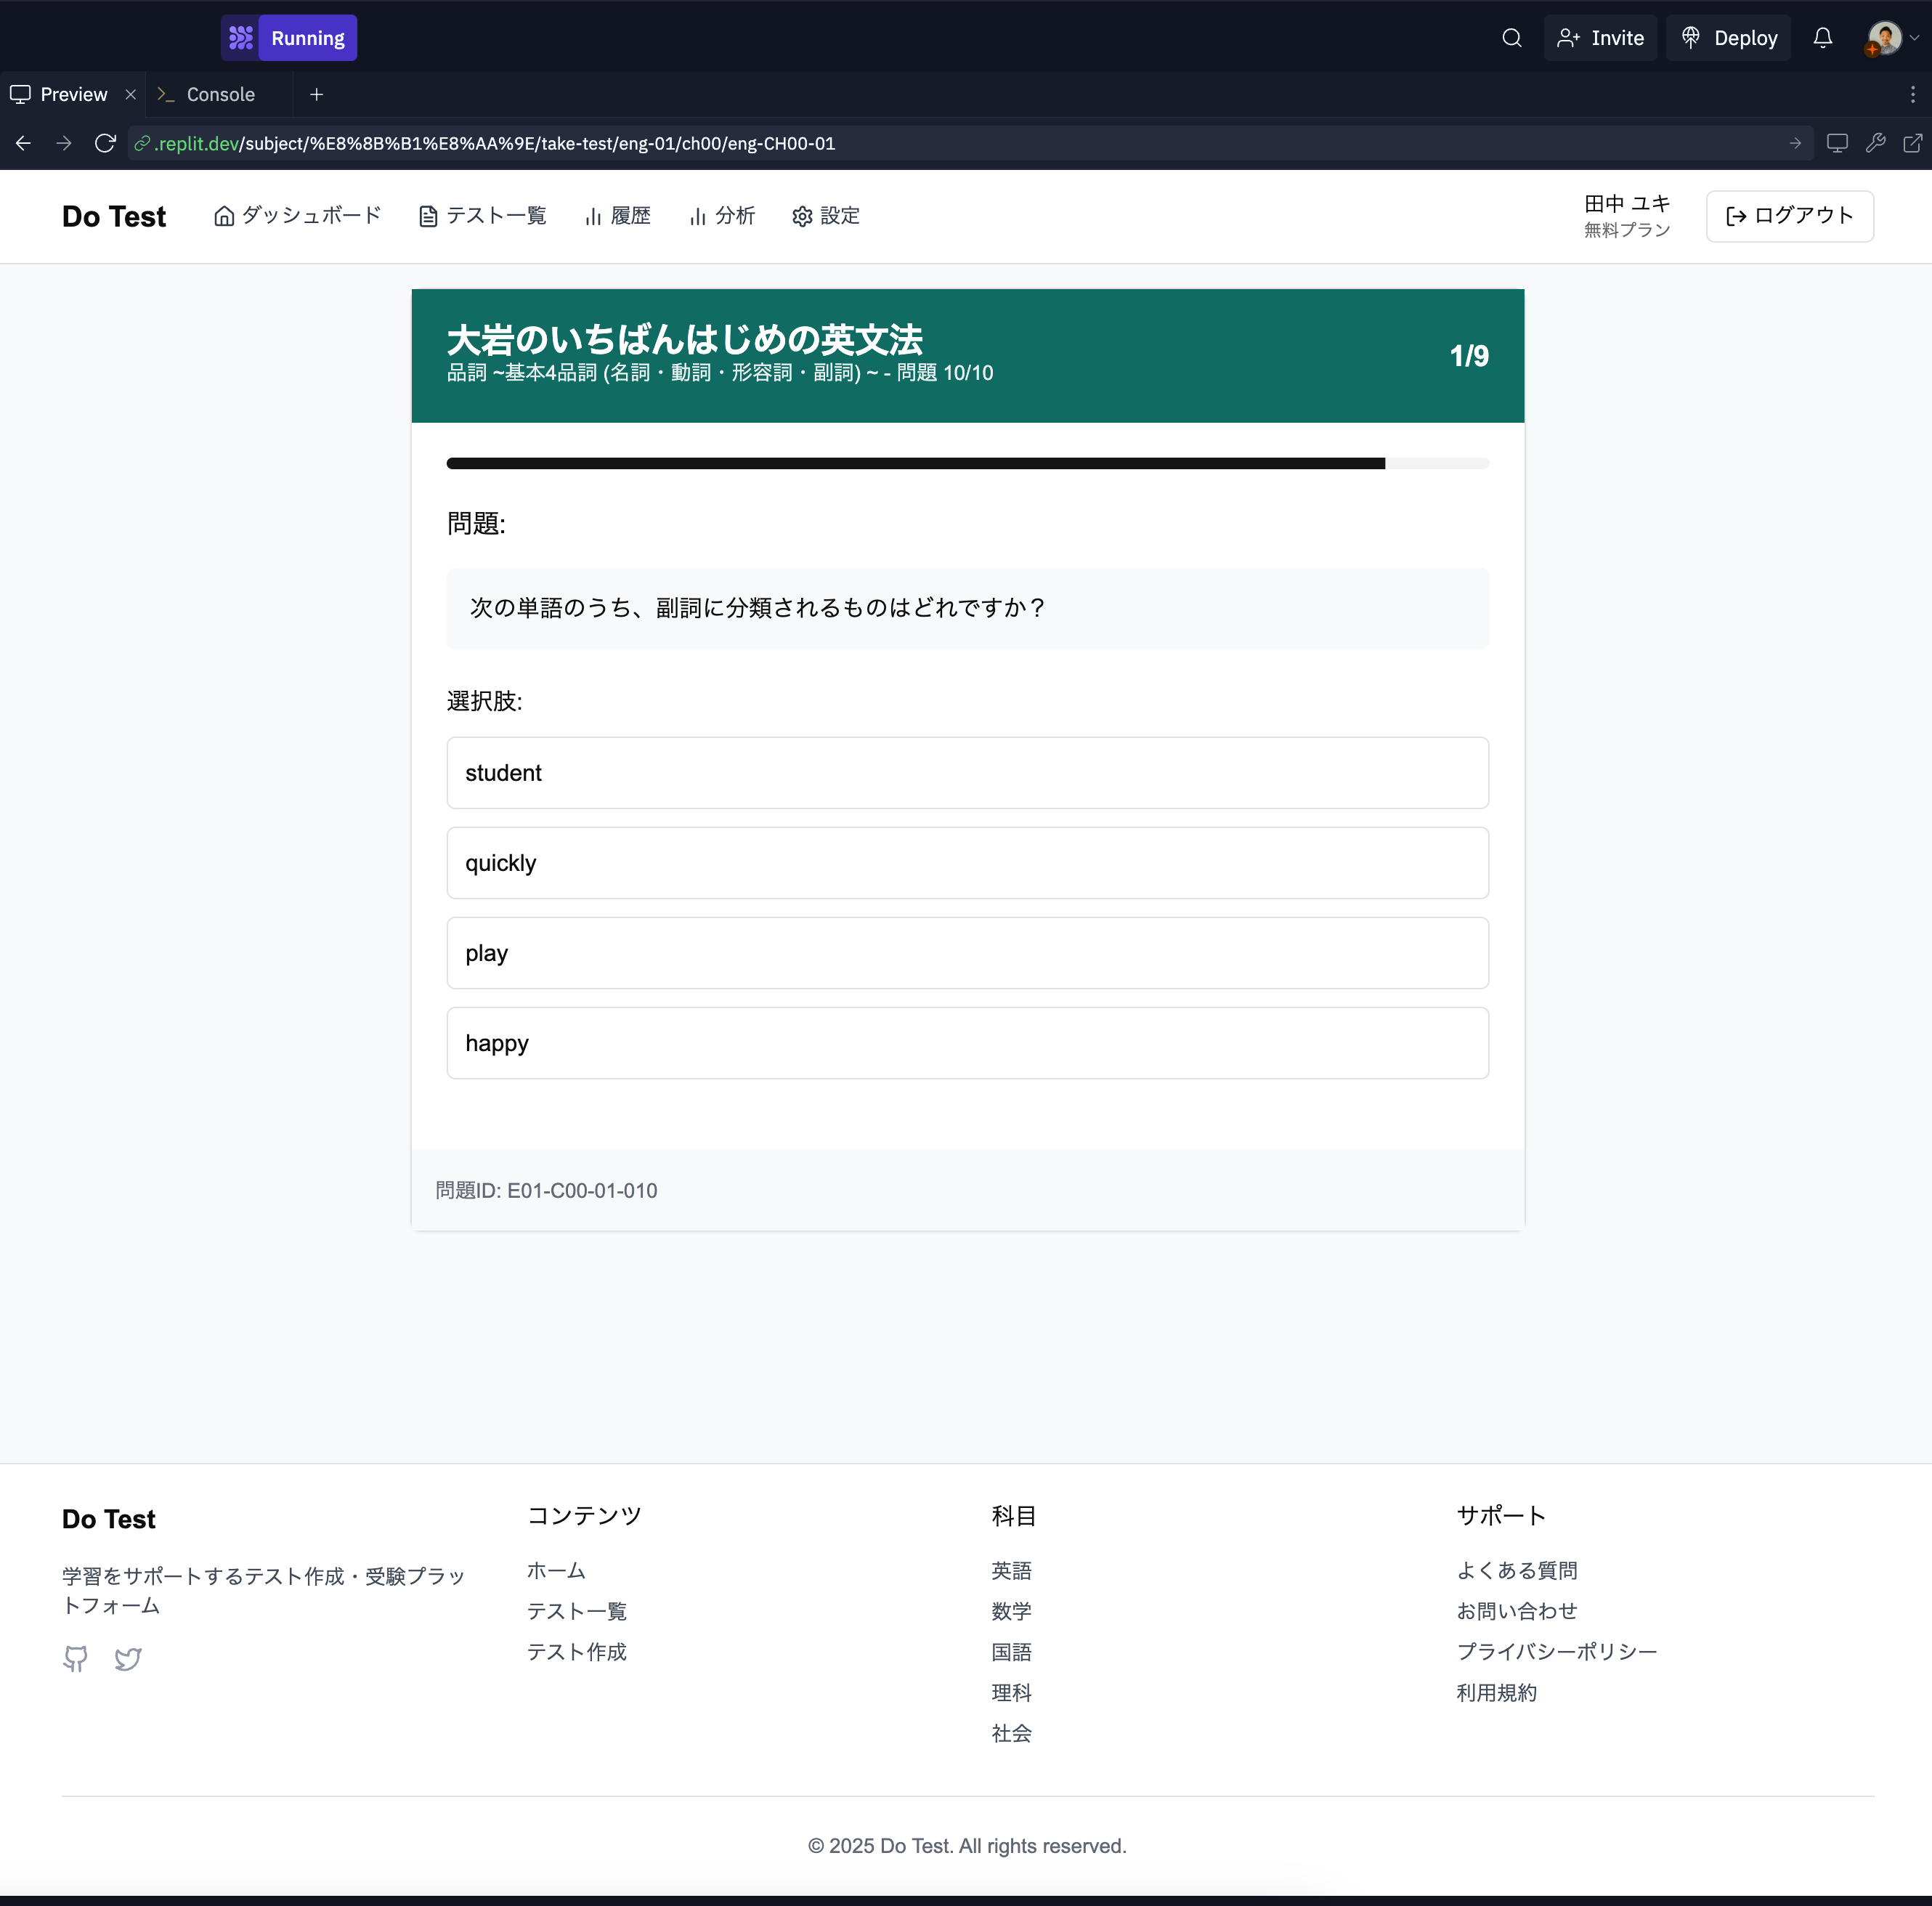 Running
Invite
Deploy
Preview
Console
.replit.dev/subject/%E8%8B%B1%E8%AA%9E/take-test/eng-01/ch00/eng-CH00-01
Do Test
ダッシュボード
テスト一覧
履歴
分析
設定
田中 ユキ
無料プラン
ログアウト
大岩のいちばんはじめの英文法
品詞 ~基本4品詞 (名詞・動詞・形容詞・副詞) ~ - 問題 10/10
1/9
問題:
次の単語のうち、副詞に分類されるものはどれですか？
選択肢:
student
quickly
play
happy
問題ID: E01-C00-01-010
Do Test
学習をサポートするテスト作成・受験プラッ
トフォーム
コンテンツ
ホーム
テスト一覧
テスト作成
科目
英語
数学
国語
理科
社会
サポート
よくある質問
お問い合わせ
プライバシーポリシー
利用規約
© 2025 Do Test. All rights reserved.